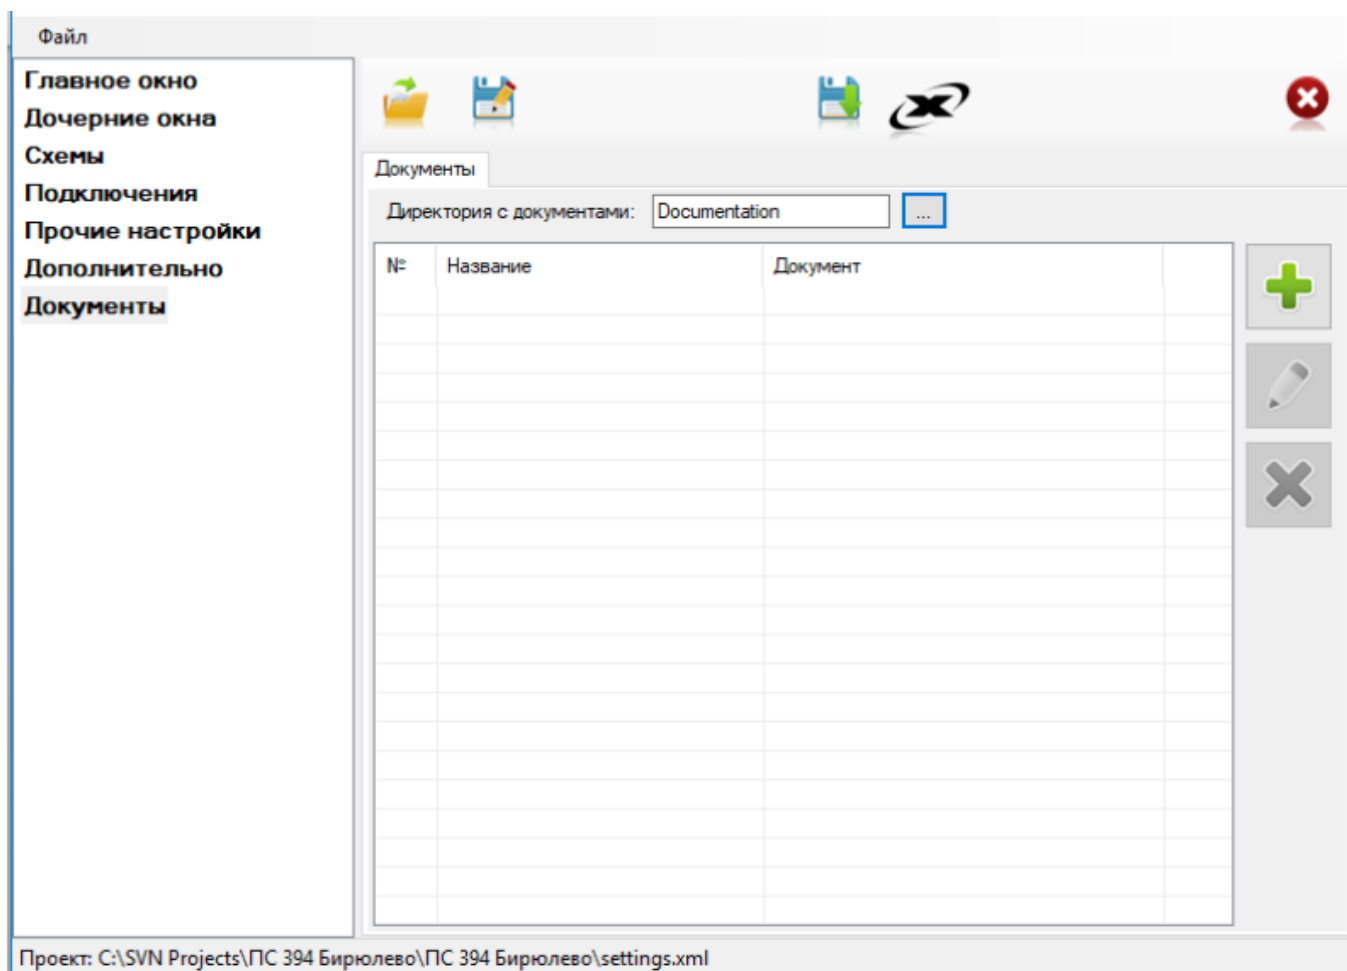 Файл
Главное окно
Дочерние окна
Схемы
Подключения
Прочие настройки
Дополнительно
Документы
Документы
Директория с документами: Documentation ...
№ Название Документ
Проект: C:\SVN Projects\ПС 394 Бирюлево\ПС 394 Бирюлево\settings.xml